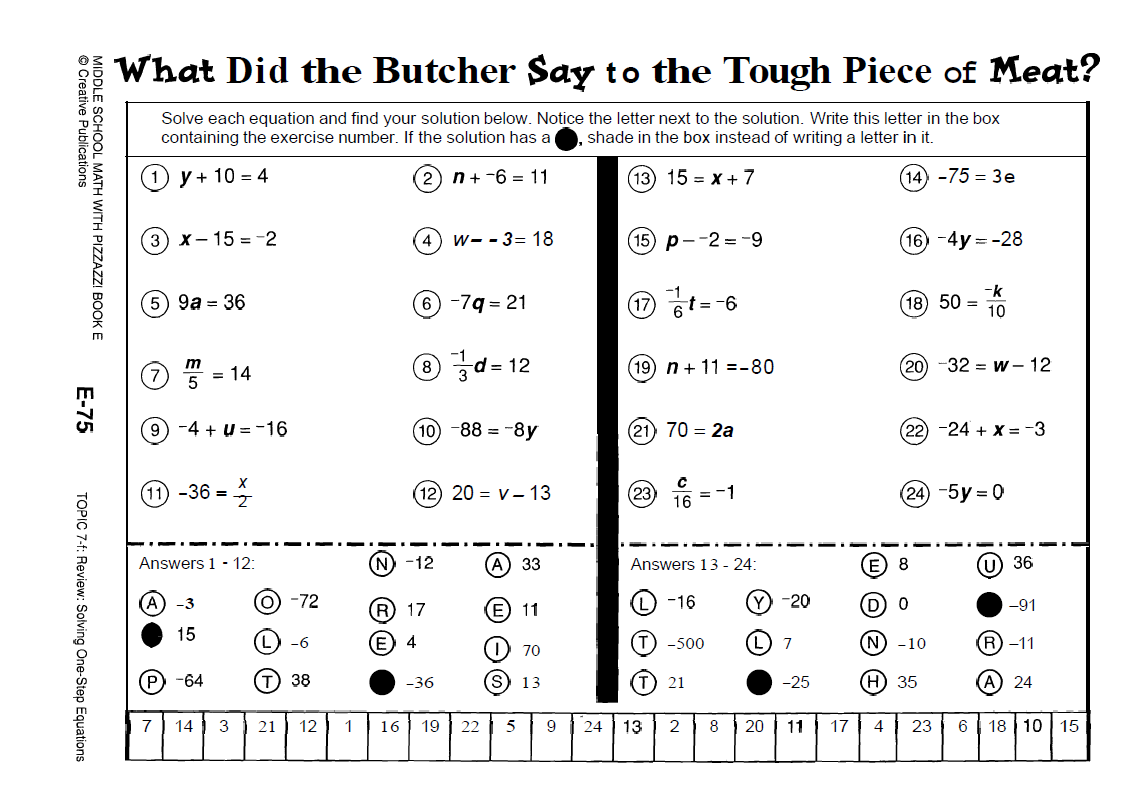 What Did the Butcher Say to the Tough Piece of Meat?
MIDDLE SCHOOL MATH WITH PIZZAZZ! BOOK E
© Creative Publications
E-75
TOPIC 7-f: Review: Solving One-Step Equations
Solve each equation and find your solution below. Notice the letter next to the solution. Write this letter in the box
containing the exercise number. If the solution has a ●, shade in the box instead of writing a letter in it.
1 y + 10 = 4
2 n + ⁻6 = 11
3 x – 15 = ⁻2
4 w– - 3= 18
5 9a = 36
6 ⁻7q = 21
7 m/5 = 14
8 ⁻1/3 d = 12
9 ⁻4 + u = ⁻16
10 ⁻88 = ⁻8y
11 -36 = x/2
12 20 = v – 13
13 15 = x + 7
14 -75 = 3e
15 p – ⁻2 = ⁻9
16 ⁻4y = -28
17 ⁻1/6 t = ⁻6
18 50 = ⁻k/10
19 n + 11 =-80
20 ⁻32 = w – 12
21 70 = 2a
22 ⁻24 + x = ⁻3
23 c/16 = ⁻1
24 ⁻5y = 0
Answers 1 - 12:
N ⁻12
A 33
A -3
O ⁻72
R 17
E 11
● 15
L -6
E 4
I 70
P ⁻64
T 38
● -36
S 13
Answers 13 - 24:
E 8
U 36
L ⁻16
Y ⁻20
D 0
● -91
T -500
L 7
N -10
R -11
T 21
● -25
H 35
A 24
7 14 3 21 12 1 16 19 22 5 9 24 13 2 8 20 11 17 4 23 6 18 10 15